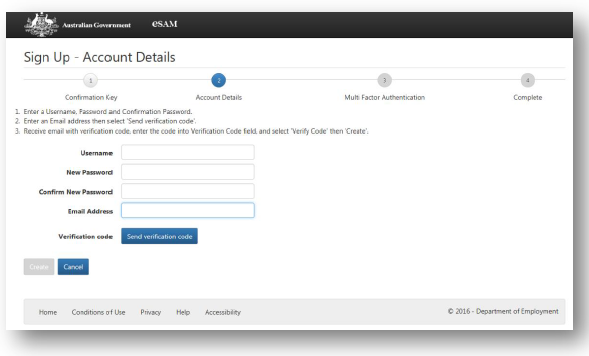 Australian Government eSAM
Sign Up - Account Details
1 2 3 4
Confirmation Key Account Details Multi Factor Authentication Complete
1. Enter a Username, Password and Confirmation Password.
2. Enter an Email address then select 'Send verification code'.
3. Receive email with verification code, enter the code into Verification Code field, and select 'Verify Code' then 'Create'.
Username
New Password
Confirm New Password
Email Address
Verification code Send verification code
Create Cancel
Home Conditions of Use Privacy Help Accessibility © 2016 - Department of Employment